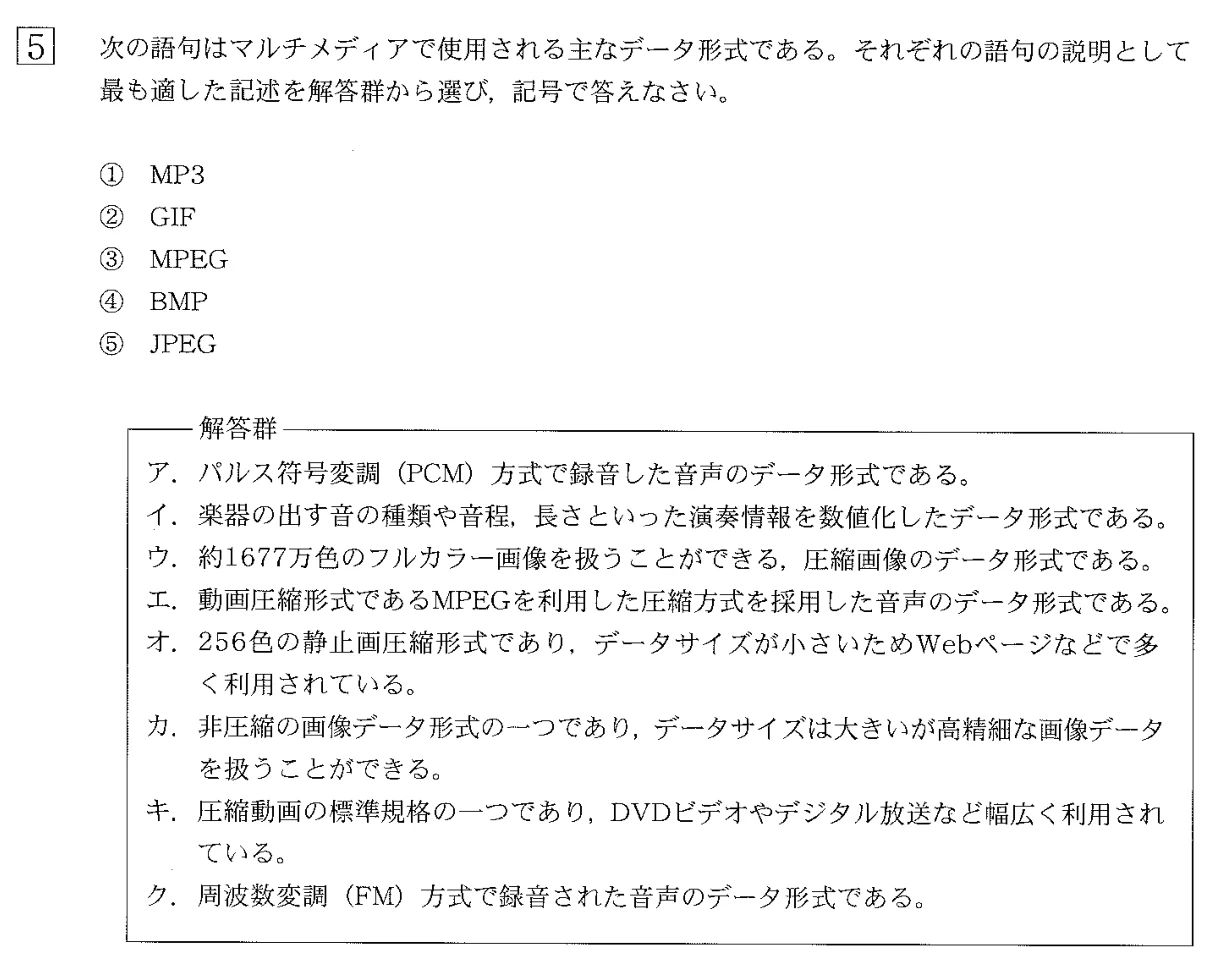 5 次の語句はマルチメディアで使用される主なデータ形式である。それぞれの語句の説明として
最も適した記述を解答群から選び，記号で答えなさい。
① MP3
② GIF
③ MPEG
④ BMP
⑤ JPEG
解答群
ア．パルス符号変調（PCM）方式で録音した音声のデータ形式である。
イ．楽器の出す音の種類や音程，長さといった演奏情報を数値化したデータ形式である。
ウ．約1677万色のフルカラー画像を扱うことができる，圧縮画像のデータ形式である。
エ．動画圧縮形式であるMPEGを利用した圧縮方式を採用した音声のデータ形式である。
オ．256色の静止画圧縮形式であり，データサイズが小さいためWebページなどで多
く利用されている。
カ．非圧縮の画像データ形式の一つであり，データサイズは大きいが高精細な画像データ
を扱うことができる。
キ．圧縮動画の標準規格の一つであり，DVDビデオやデジタル放送など幅広く利用され
ている。
ク．周波数変調（FM）方式で録音された音声のデータ形式である。